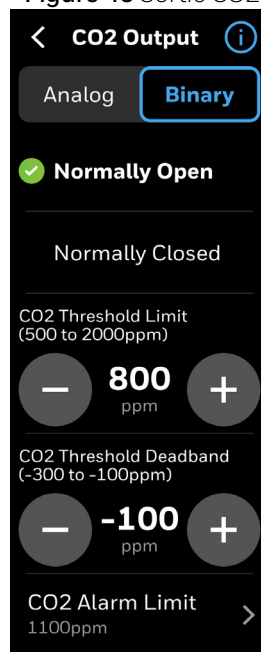 CO2 Output
Analog
Binary
Normally Open
Normally Closed
CO2 Threshold Limit
(500 to 2000ppm)
− 800 +
ppm
CO2 Threshold Deadband
(-300 to -100ppm)
− -100 +
ppm
CO2 Alarm Limit
1100ppm